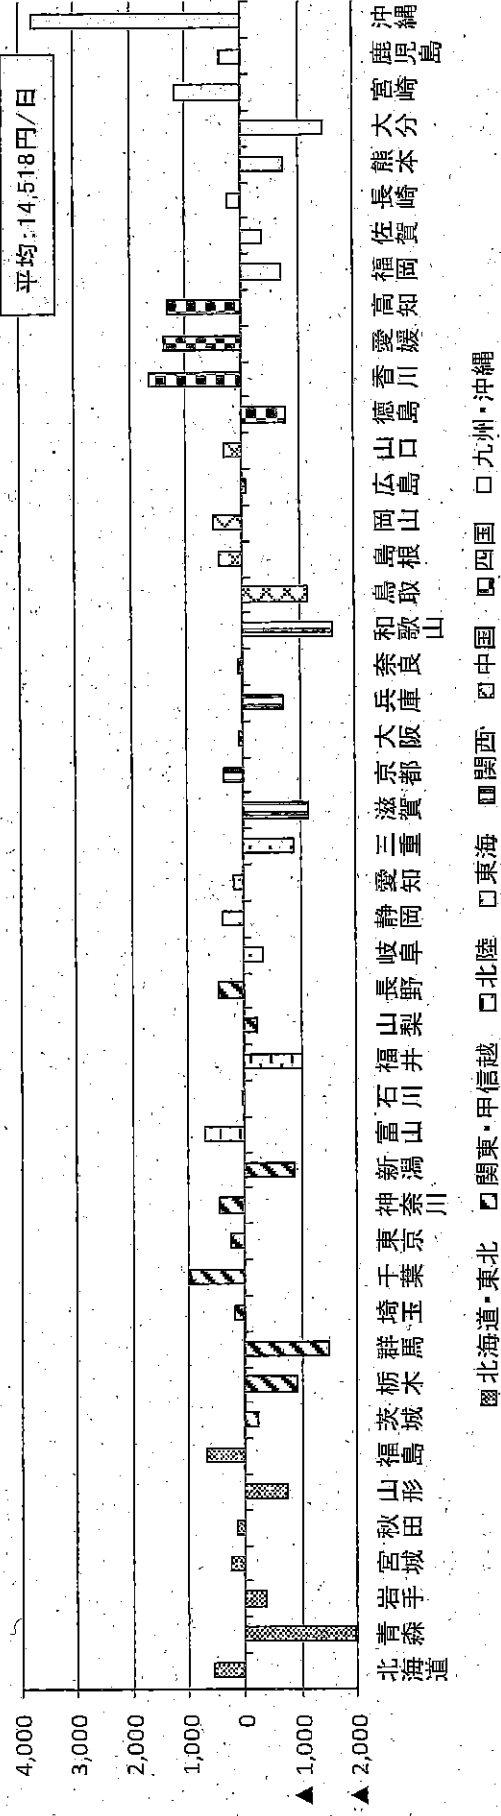 平均:14,518円/日
4,000
3,000
2,000
1,000
0
▲ 1,000
▲ 2,000
北海道
青森
岩手
宮城
秋田
山形
福島
茨城
栃木
群馬
埼玉
千葉
東京
神奈川
新潟
富山
石川
福井
山梨
長野
岐阜
静岡
愛知
三重
滋賀
京都
大阪
兵庫
奈良
和歌山
鳥取
島根
岡山
広島
山口
徳島
香川
愛媛
高知
福岡
佐賀
長崎
熊本
大分
宮崎
鹿児島
沖縄
北海道・東北 関東・甲信越 北陸 東海 関西 中国 四国 九州・沖縄